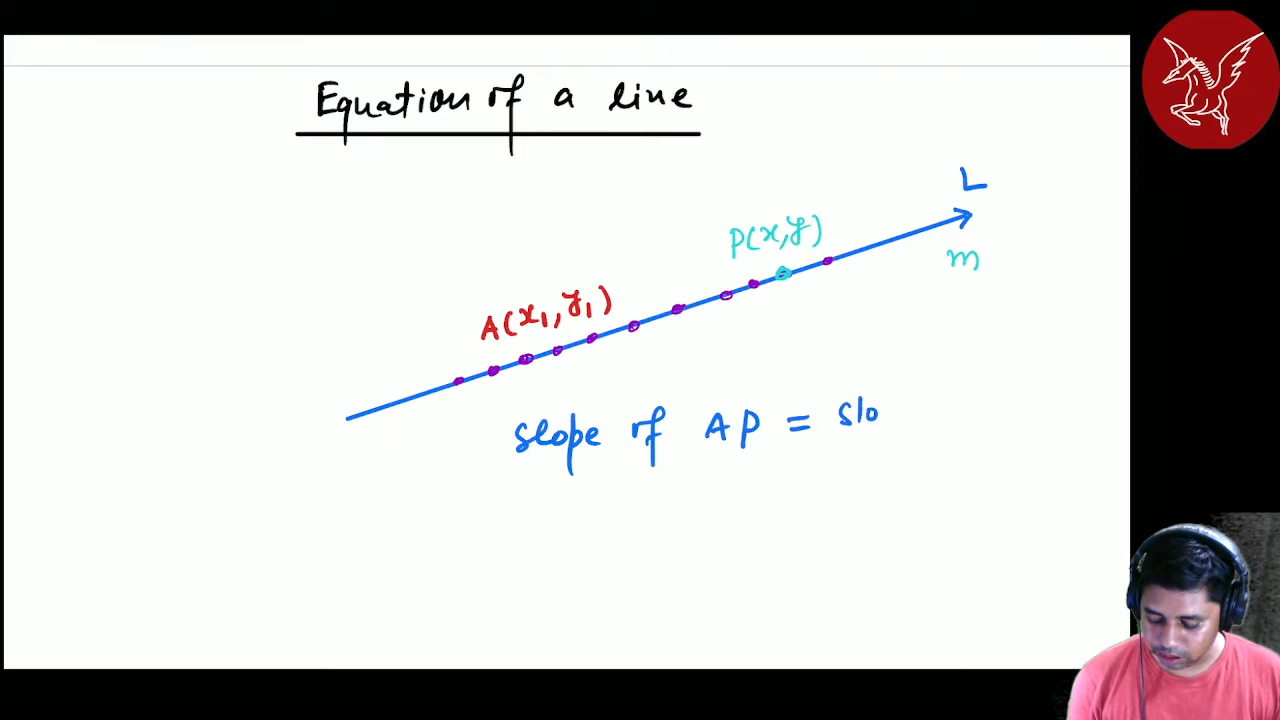 Equation of a line
L
P(x,y)
m
A(x₁,y₁)
slope of AP = slo